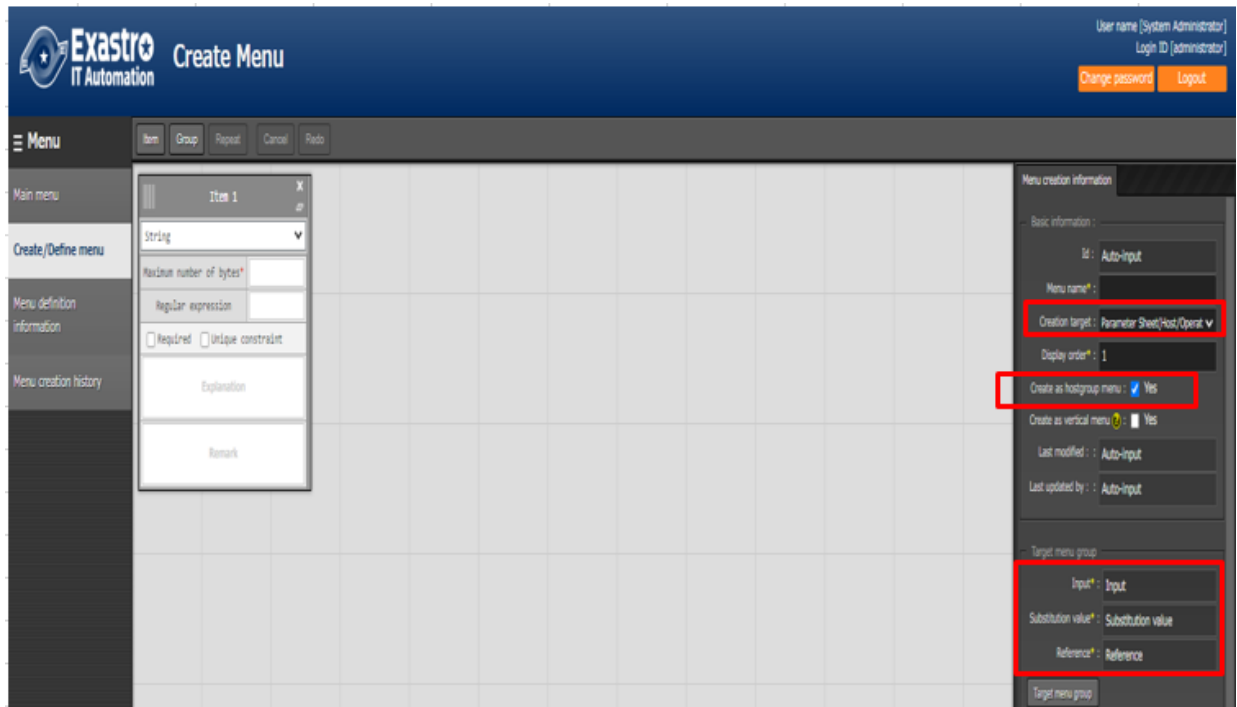 Exastro
IT Automation
Create Menu
User name [System Administrator]
Login ID [administrator]
Change password
Logout
Menu
Item
Group
Repeat
Cancel
Redo
Main menu
Create/Define menu
Menu definition
information
Menu creation history
Item 1
X
String
Maximum number of bytes*
Regular expression
Required
Unique constraint
Explanation
Remark
Menu creation information
Basic information :
Id : Auto-input
Menu name* :
Creation target : Parameter Sheet/Host/Operat
Display order* : 1
Create as hostgroup menu : Yes
Create as vertical menu ? : Yes
Last modified : : Auto-input
Last updated by : : Auto-input
Target menu group
Input* : Input
Substitution value* : Substitution value
Reference* : Reference
Target menu group